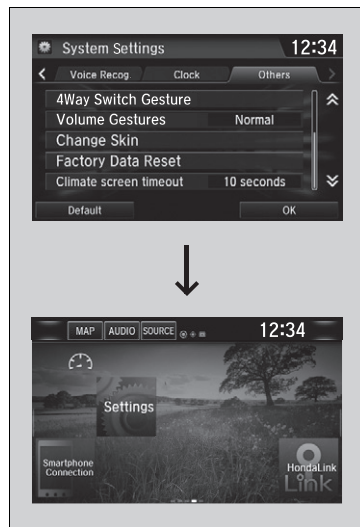 System Settings 12:34
Voice Recog. Clock Others
4Way Switch Gesture
Volume Gestures Normal
Change Skin
Factory Data Reset
Climate screen timeout 10 seconds
Default OK
MAP AUDIO SOURCE 12:34
Settings
Smartphone
Connection
HondaLink
Link